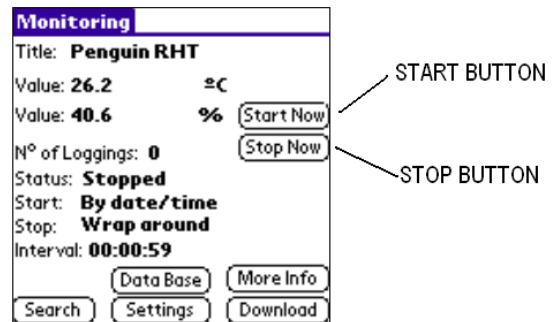 Monitoring
Title: Penguin RHT
Value: 26.2 ºC
START BUTTON
Value: 40.6 % Start Now
Nº of Loggings: 0 Stop Now
STOP BUTTON
Status: Stopped
Start: By date/time
Stop: Wrap around
Interval: 00:00:59
Data Base More Info
Search Settings Download